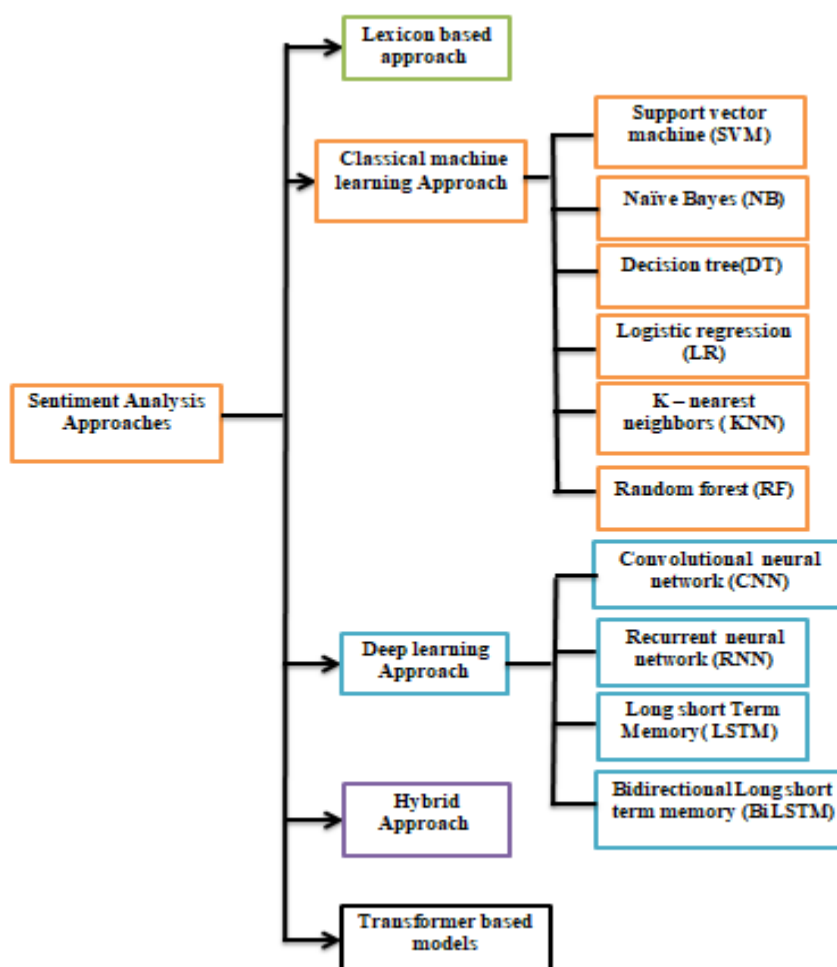 Lexicon based
approach
Support vector
machine (SVM)
Classical machine
learning Approach
Naïve Bayes (NB)
Decision tree(DT)
Logistic regression
(LR)
Sentiment Analysis
Approaches
K – nearest
neighbors ( KNN)
Random forest (RF)
Convolutional neural
network (CNN)
Deep learning
Approach
Recurrent neural
network (RNN)
Long short Term
Memory( LSTM)
Bidirectional Long short
term memory (BiLSTM)
Hybrid
Approach
Transformer based
models